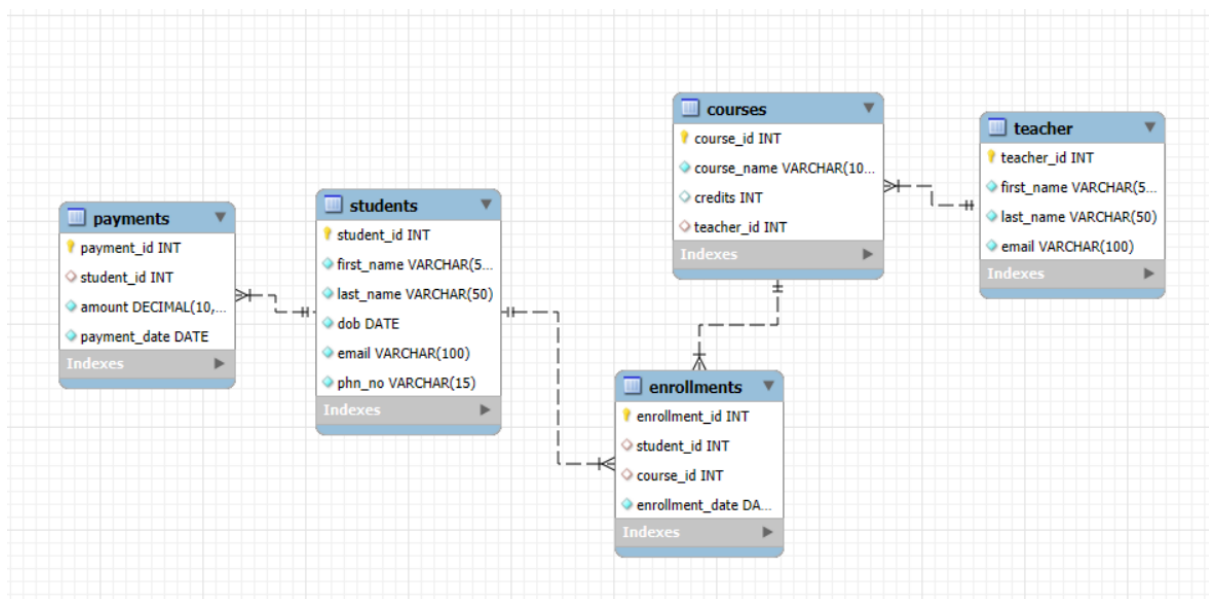 payments
payment_id INT
student_id INT
amount DECIMAL(10,...
payment_date DATE
Indexes
students
student_id INT
first_name VARCHAR(5...
last_name VARCHAR(50)
dob DATE
email VARCHAR(100)
phn_no VARCHAR(15)
Indexes
courses
course_id INT
course_name VARCHAR(10...
credits INT
teacher_id INT
Indexes
teacher
teacher_id INT
first_name VARCHAR(5...
last_name VARCHAR(50)
email VARCHAR(100)
Indexes
enrollments
enrollment_id INT
student_id INT
course_id INT
enrollment_date DA...
Indexes